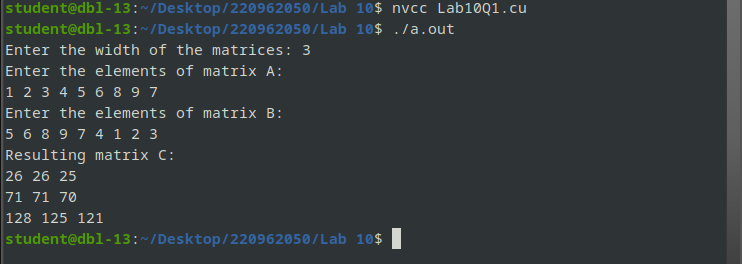 student@dbl-13:~/Desktop/220962050/Lab 10$ nvcc Lab10Q1.cu
student@dbl-13:~/Desktop/220962050/Lab 10$ ./a.out
Enter the width of the matrices: 3
Enter the elements of matrix A:
1 2 3 4 5 6 8 9 7
Enter the elements of matrix B:
5 6 8 9 7 4 1 2 3
Resulting matrix C:
26 26 25
71 71 70
128 125 121
student@dbl-13:~/Desktop/220962050/Lab 10$